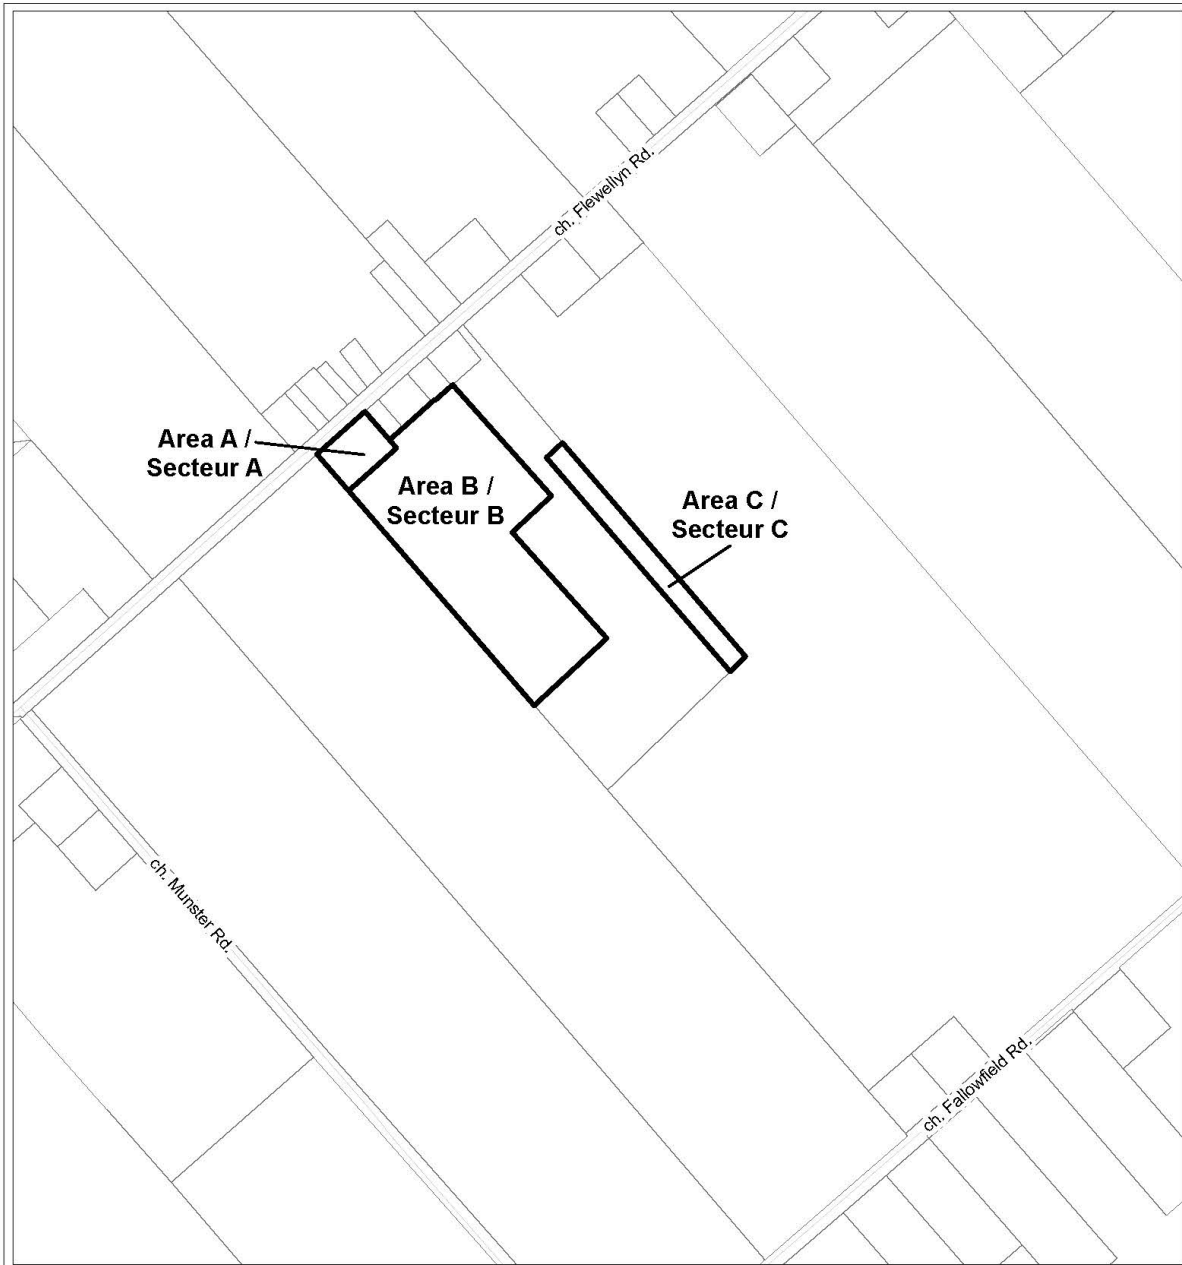 ch. Flewellyn Rd.
Area A /
Secteur A
Area B /
Secteur B
Area C /
Secteur C
ch. Munster Rd.
ch. Fallowfield Rd.